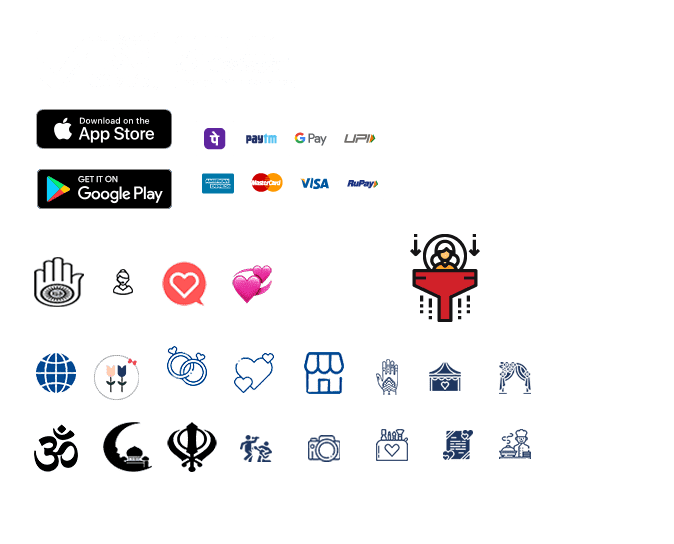 Download on the
App Store
पे
paytm
G Pay
UPI
GET IT ON
Google Play
MasterCard
VISA
RuPay
ॐ